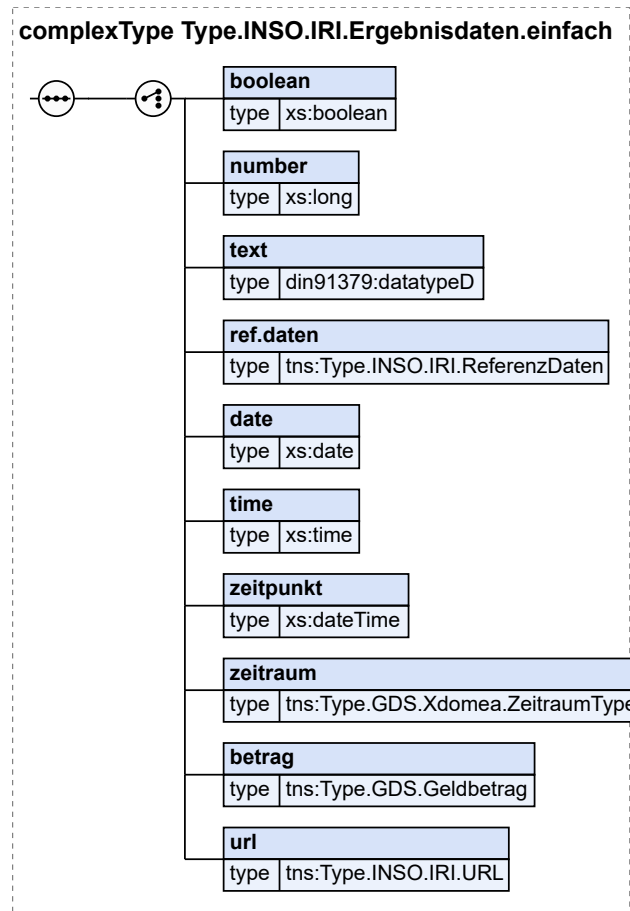 complexType Type.INSO.IRI.Ergebnisdaten.einfach
boolean
type xs:boolean
number
type xs:long
text
type din91379:datatypeD
ref.daten
type tns:Type.INSO.IRI.ReferenzDaten
date
type xs:date
time
type xs:time
zeitpunkt
type xs:dateTime
zeitraum
type tns:Type.GDS.Xdomea.ZeitraumType
betrag
type tns:Type.GDS.Geldbetrag
url
type tns:Type.INSO.IRI.URL